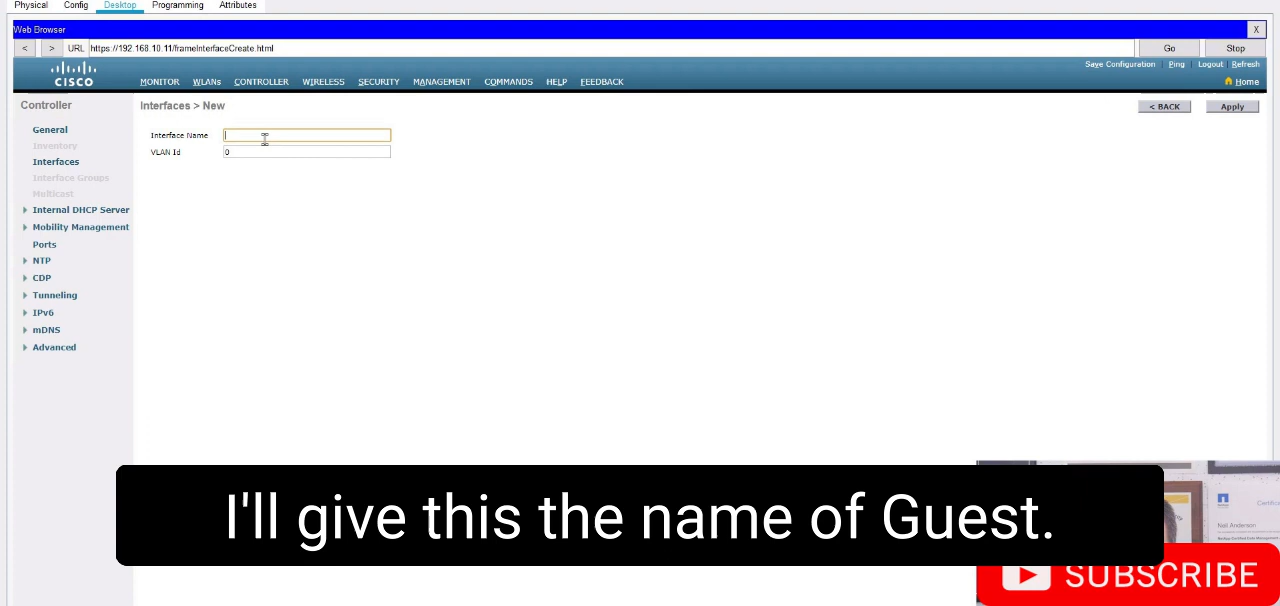 Physical Config Desktop Programming Attributes
Web Browser X
< > URL https://192.168.10.11/frameInterfaceCreate.html Go Stop
Save Configuration Ping Logout Refresh
CISCO MONITOR WLANs CONTROLLER WIRELESS SECURITY MANAGEMENT COMMANDS HELP FEEDBACK Home
Controller
Interfaces > New
< BACK Apply
General
Inventory
Interfaces
Interface Groups
Multicast
Internal DHCP Server
Mobility Management
Ports
NTP
CDP
Tunneling
IPv6
mDNS
Advanced
Interface Name
VLAN Id 0
I'll give this the name of Guest.
Neil Anderson
SUBSCRIBE